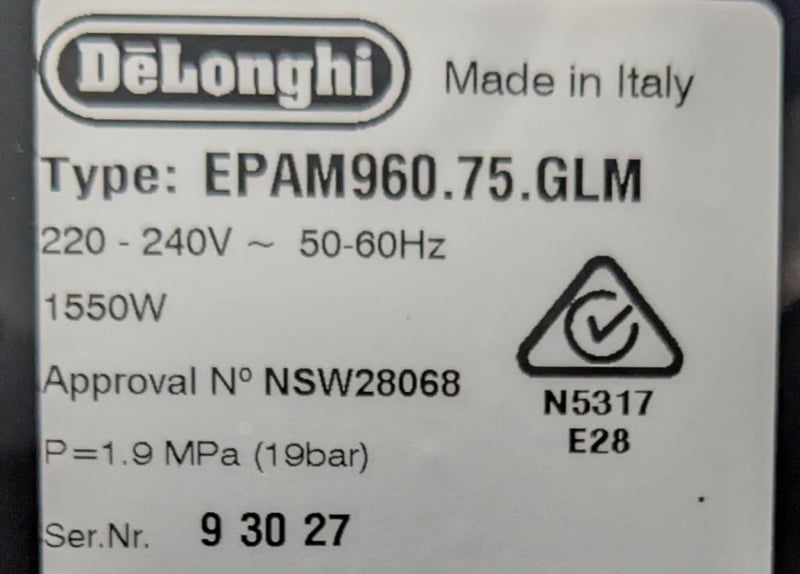 DēLonghi Made in Italy
Type: EPAM960.75.GLM
220 - 240V ~ 50-60Hz
1550W
Approval Nº NSW28068
N5317
E28
P=1.9 MPa (19bar)
Ser.Nr. 9 30 27